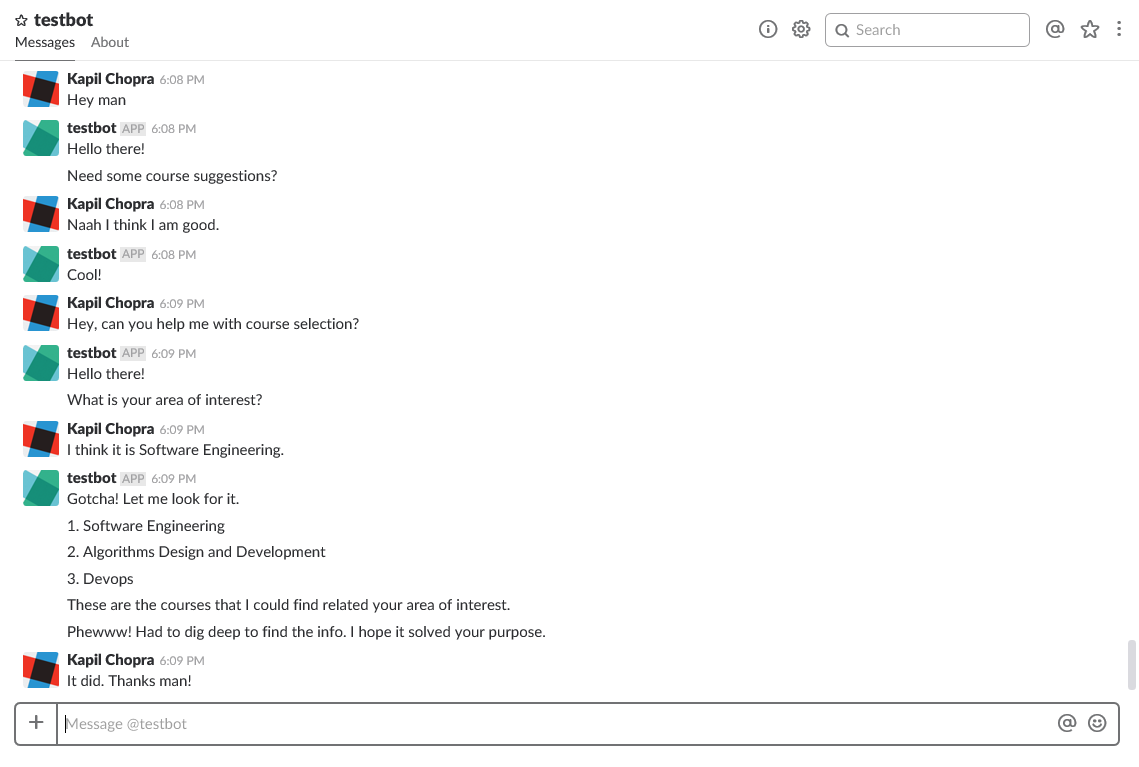 testbot
Messages About
Search
Kapil Chopra 6:08 PM
Hey man
testbot APP 6:08 PM
Hello there!
Need some course suggestions?
Kapil Chopra 6:08 PM
Naah I think I am good.
testbot APP 6:08 PM
Cool!
Kapil Chopra 6:09 PM
Hey, can you help me with course selection?
testbot APP 6:09 PM
Hello there!
What is your area of interest?
Kapil Chopra 6:09 PM
I think it is Software Engineering.
testbot APP 6:09 PM
Gotcha! Let me look for it.
1. Software Engineering
2. Algorithms Design and Development
3. Devops
These are the courses that I could find related your area of interest.
Phewww! Had to dig deep to find the info. I hope it solved your purpose.
Kapil Chopra 6:09 PM
It did. Thanks man!
Message @testbot